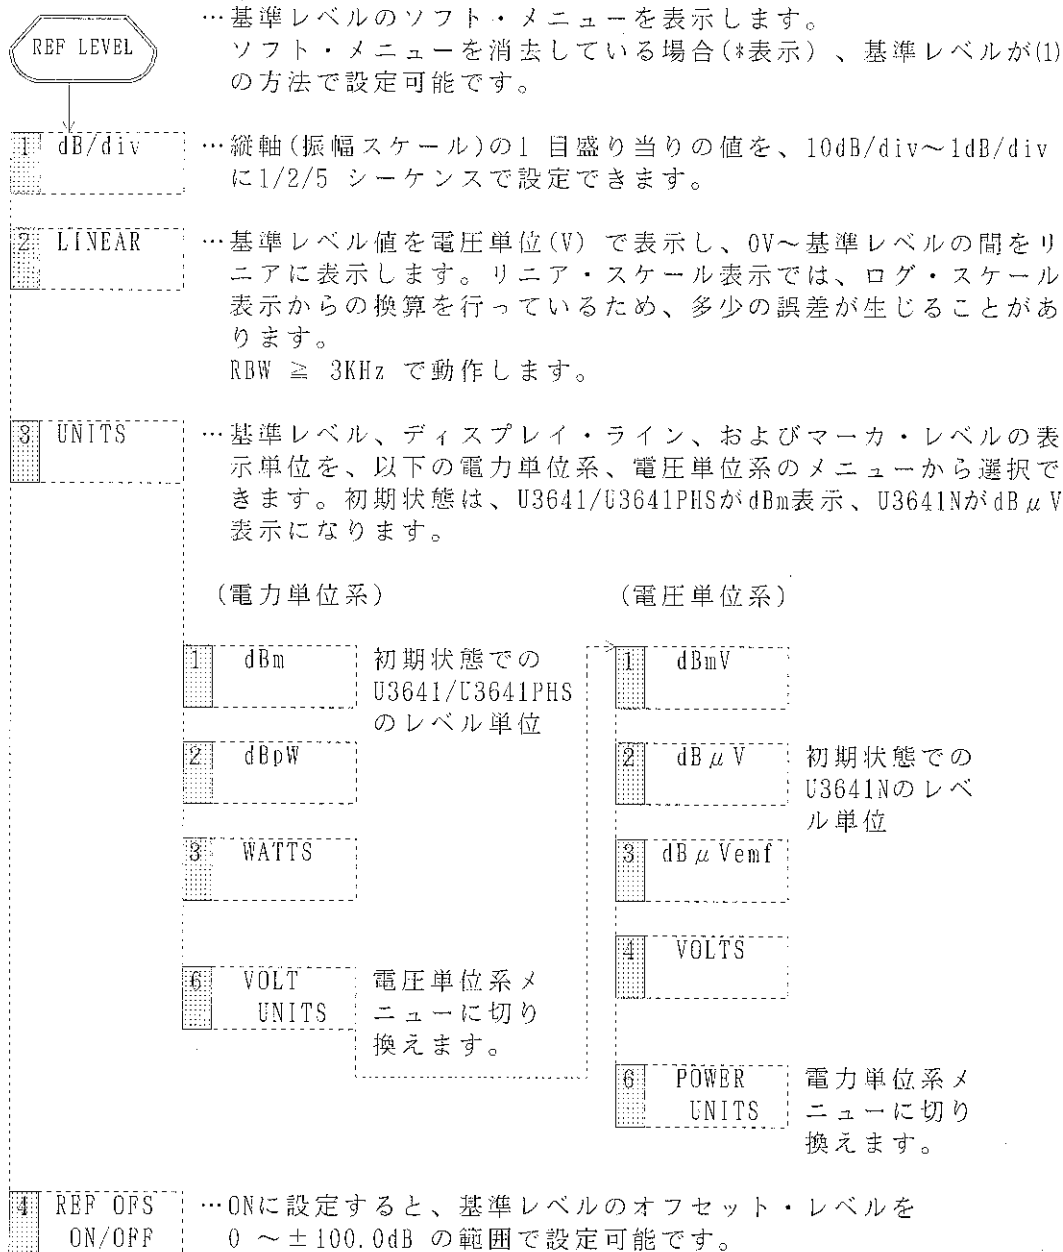 REF LEVEL
…基準レベルのソフト・メニューを表示します。
ソフト・メニューを消去している場合(*表示)、基準レベルが(1)
の方法で設定可能です。
1 dB/div
…縦軸(振幅スケール)の1 目盛り当りの値を、10dB/div～1dB/div
に1/2/5 シーケンスで設定できます。
2 LINEAR
…基準レベル値を電圧単位(V) で表示し、0V～基準レベルの間をリ
ニアに表示します。リニア・スケール表示では、ログ・スケール
表示からの換算を行っているため、多少の誤差が生じることがあ
ります。
RBW ≧ 3KHz で動作します。
3 UNITS
…基準レベル、ディスプレイ・ライン、およびマーカ・レベルの表
示単位を、以下の電力単位系、電圧単位系のメニューから選択で
きます。初期状態は、U3641/U3641PHSがdBm表示、U3641NがdBμV
表示になります。
(電力単位系)
1 dBm
初期状態での
U3641/U3641PHS
のレベル単位
2 dBpW
3 WATTS
6 VOLT
UNITS
電圧単位系メ
ニューに切り
換えます。
(電圧単位系)
1 dBmV
2 dBμV
初期状態での
U3641Nのレベ
ル単位
3 dBμVemf
4 VOLTS
6 POWER
UNITS
電力単位系メ
ニューに切り
換えます。
4 REF OFS
ON/OFF
…ONに設定すると、基準レベルのオフセット・レベルを
0 ～±100.0dB の範囲で設定可能です。